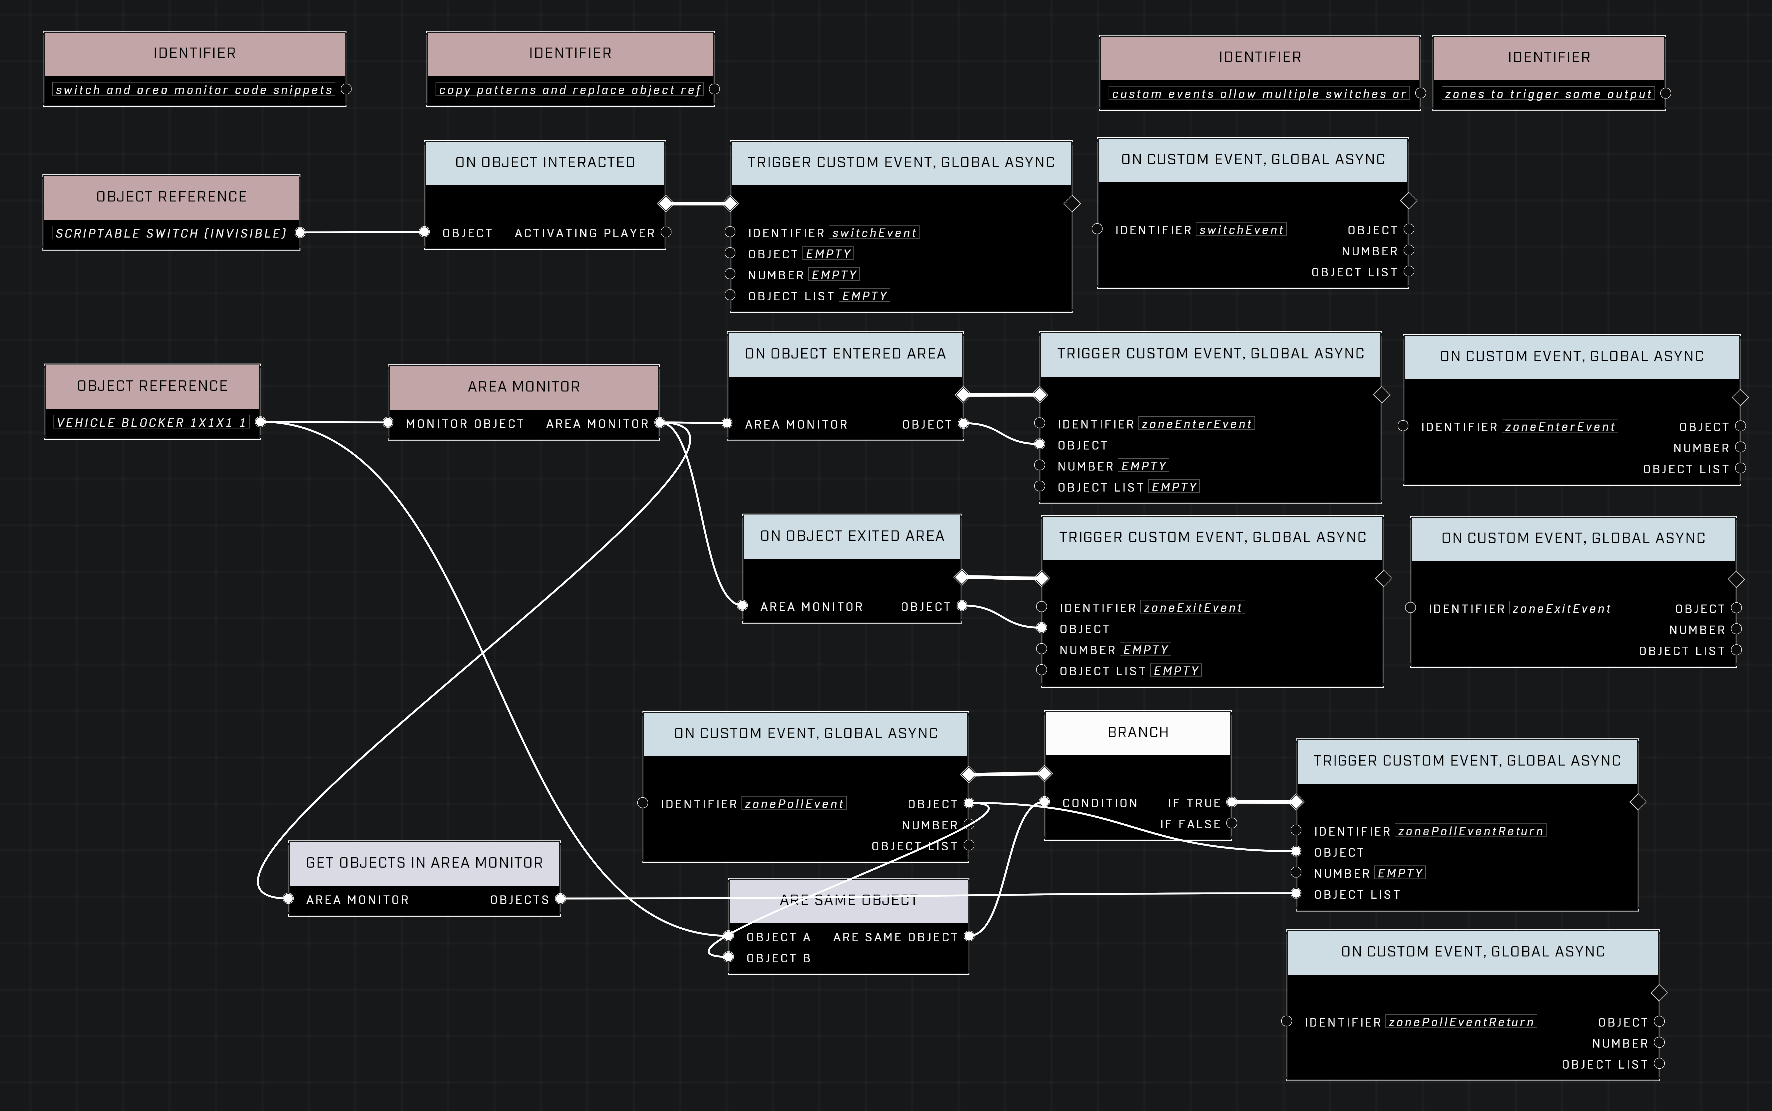 IDENTIFIER
switch and area monitor code snippets
IDENTIFIER
copy patterns and replace object ref
IDENTIFIER
custom events allow multiple switches or
IDENTIFIER
zones to trigger same output
OBJECT REFERENCE
SCRIPTABLE SWITCH (INVISIBLE)
ON OBJECT INTERACTED
OBJECT ACTIVATING PLAYER
TRIGGER CUSTOM EVENT, GLOBAL ASYNC
IDENTIFIER switchEvent
OBJECT EMPTY
NUMBER EMPTY
OBJECT LIST EMPTY
ON CUSTOM EVENT, GLOBAL ASYNC
IDENTIFIER switchEvent OBJECT
NUMBER
OBJECT LIST
OBJECT REFERENCE
VEHICLE BLOCKER 1X1X1 1
AREA MONITOR
MONITOR OBJECT AREA MONITOR
ON OBJECT ENTERED AREA
AREA MONITOR OBJECT
TRIGGER CUSTOM EVENT, GLOBAL ASYNC
IDENTIFIER zoneEnterEvent
OBJECT
NUMBER EMPTY
OBJECT LIST EMPTY
ON CUSTOM EVENT, GLOBAL ASYNC
IDENTIFIER zoneEnterEvent OBJECT
NUMBER
OBJECT LIST
ON OBJECT EXITED AREA
AREA MONITOR OBJECT
TRIGGER CUSTOM EVENT, GLOBAL ASYNC
IDENTIFIER zoneExitEvent
OBJECT
NUMBER EMPTY
OBJECT LIST EMPTY
ON CUSTOM EVENT, GLOBAL ASYNC
IDENTIFIER zoneExitEvent OBJECT
NUMBER
OBJECT LIST
ON CUSTOM EVENT, GLOBAL ASYNC
IDENTIFIER zonePollEvent OBJECT
NUMBER
OBJECT LIST
BRANCH
CONDITION IF TRUE
IF FALSE
TRIGGER CUSTOM EVENT, GLOBAL ASYNC
IDENTIFIER zonePollEventReturn
OBJECT
NUMBER EMPTY
OBJECT LIST
GET OBJECTS IN AREA MONITOR
AREA MONITOR OBJECTS
ARE SAME OBJECT
OBJECT A ARE SAME OBJECT
OBJECT B
ON CUSTOM EVENT, GLOBAL ASYNC
IDENTIFIER zonePollEventReturn OBJECT
NUMBER
OBJECT LIST